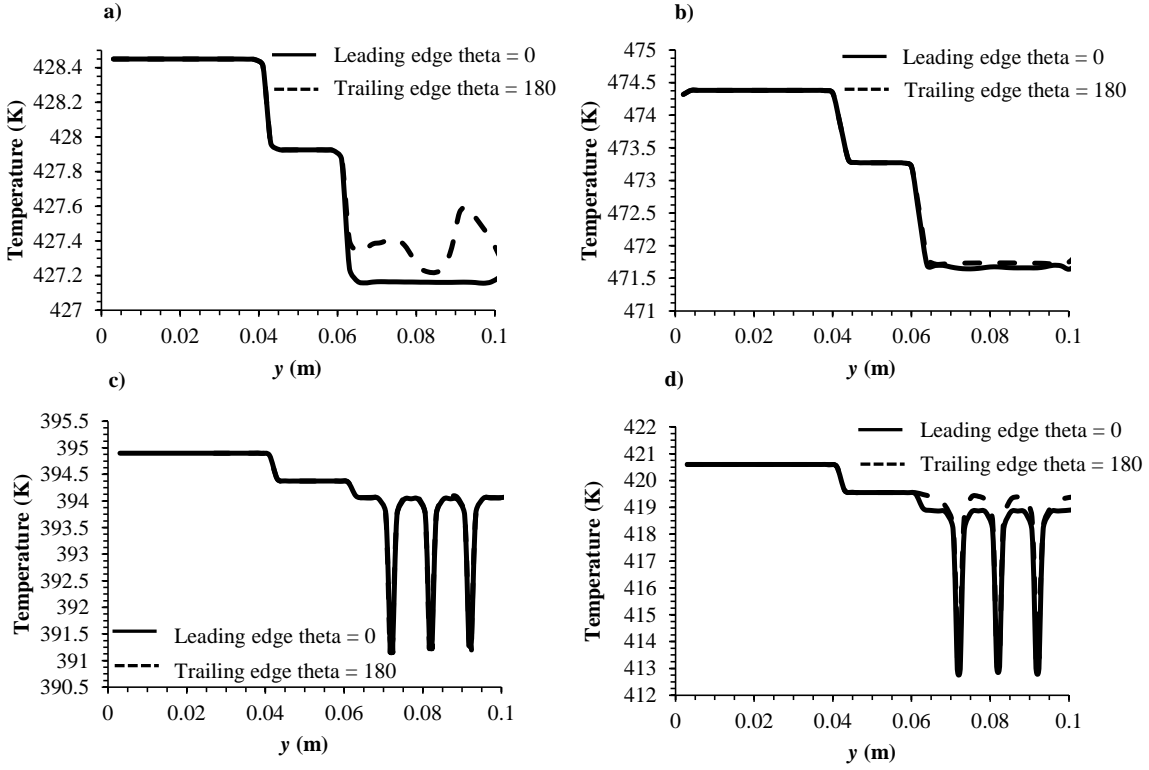 a)
Leading edge theta = 0
Trailing edge theta = 180
Temperature (K)
428.4
428.2
428
427.8
427.6
427.4
427.2
427
0 0.02 0.04 0.06 0.08 0.1
y (m)
b)
Leading edge theta = 0
Trailing edge theta = 180
Temperature (K)
475
474.5
474
473.5
473
472.5
472
471.5
471
0 0.02 0.04 0.06 0.08 0.1
y (m)
c)
Temperature (K)
395.5
395
394.5
394
393.5
393
392.5
392
391.5
391
390.5
Leading edge theta = 0
Trailing edge theta = 180
0 0.02 0.04 0.06 0.08 0.1
y (m)
d)
Leading edge theta = 0
Trailing edge theta = 180
Temperature (K)
422
421
420
419
418
417
416
415
414
413
412
0 0.02 0.04 0.06 0.08 0.1
y (m)